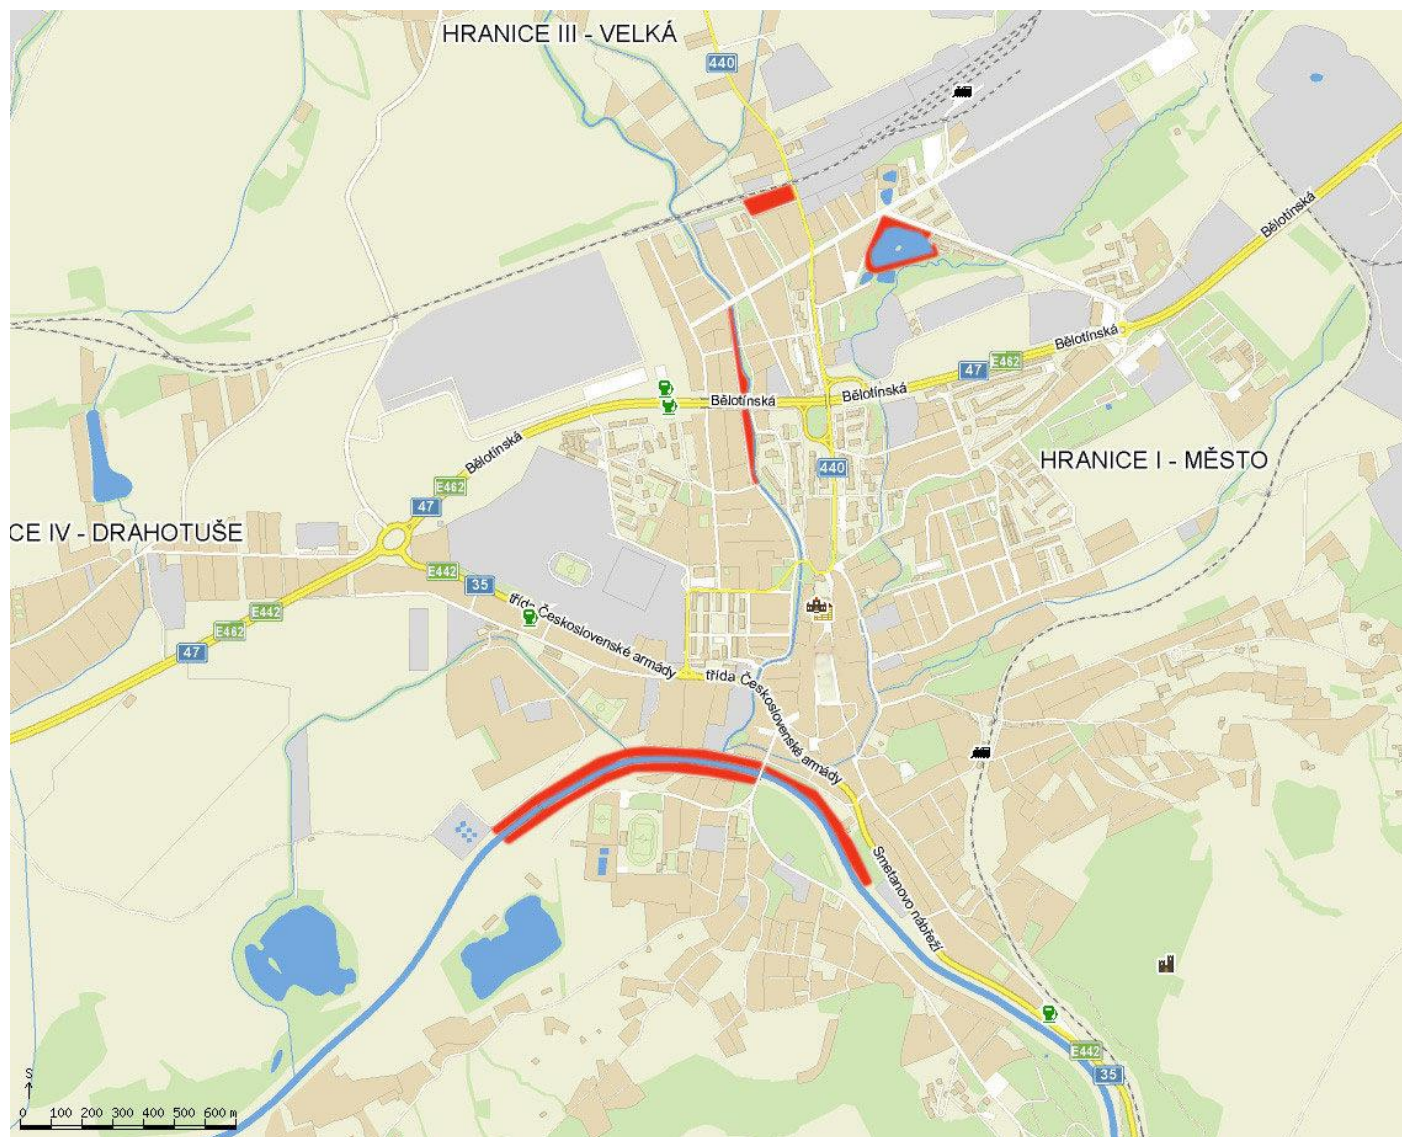 HRANICE III - VELKÁ
440
Bělotínská
Bělotínská
E462
47
Bělotínská
Bělotínská
Bělotínská
HRANICE I - MĚSTO
440
E462
47
CE IV - DRAHOTUŠE
E442
35
třída Československé armády
E442
E462
47
třída Československé armády
Smetanovo nábřeží
E442
35
S
0 100 200 300 400 500 600 m